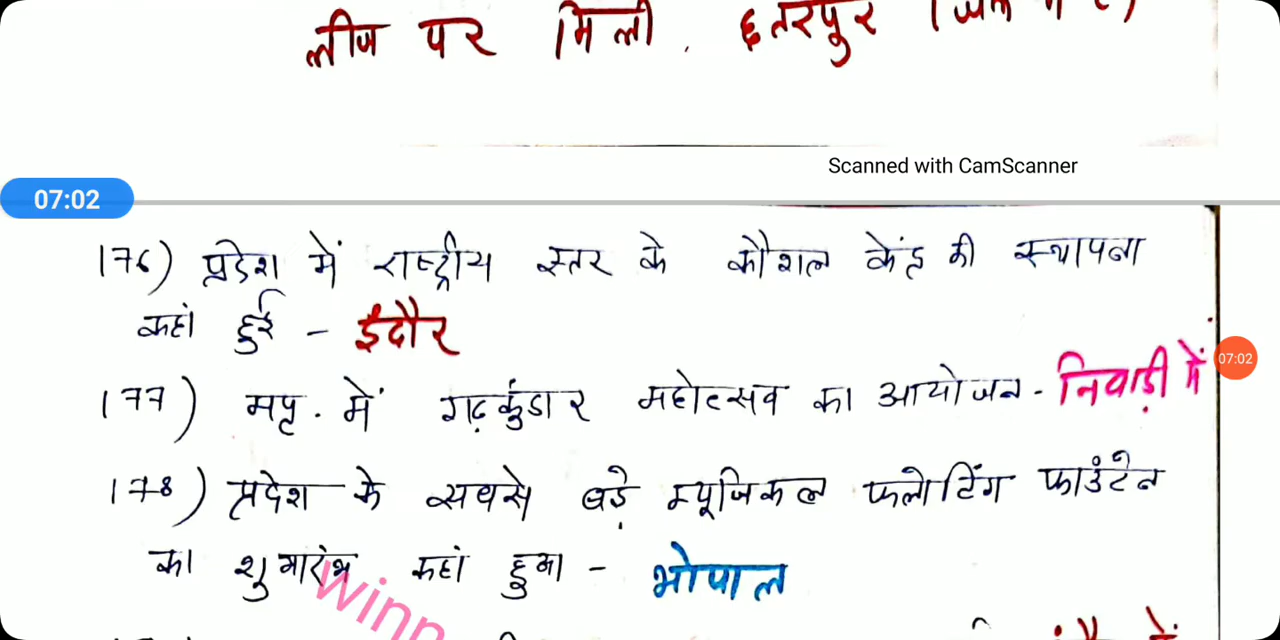 लीज पर मिली . छतरपुर
Scanned with CamScanner
07:02
176) प्रदेश में राष्ट्रीय स्तर के कौशल केंद्र की स्थापना
कहां हुई - इंदौर
07:02
177) मप्र. में गढ़कुंडार महोत्सव का आयोजन - निवाड़ी में
178) प्रदेश के सबसे बड़े म्यूजिकल फ्लोटिंग फाउंटेन
का शुभारंभ कहां हुआ - भोपाल
Winn